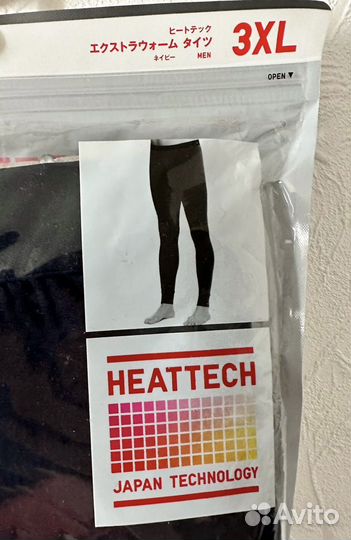 ヒートテック
エクストラウォーム タイツ
ネイビー MEN
3XL
OPEN ▼
HEATTECH
JAPAN TECHNOLOGY
Avito